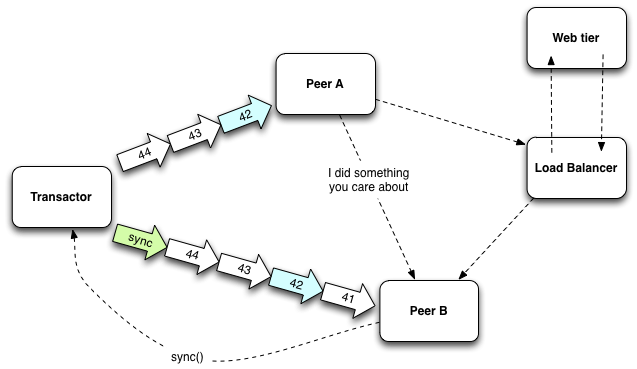 Web tier
Peer A
42
43
44
Load Balancer
I did something
you care about
Transactor
sync
44
43
42
41
Peer B
sync()